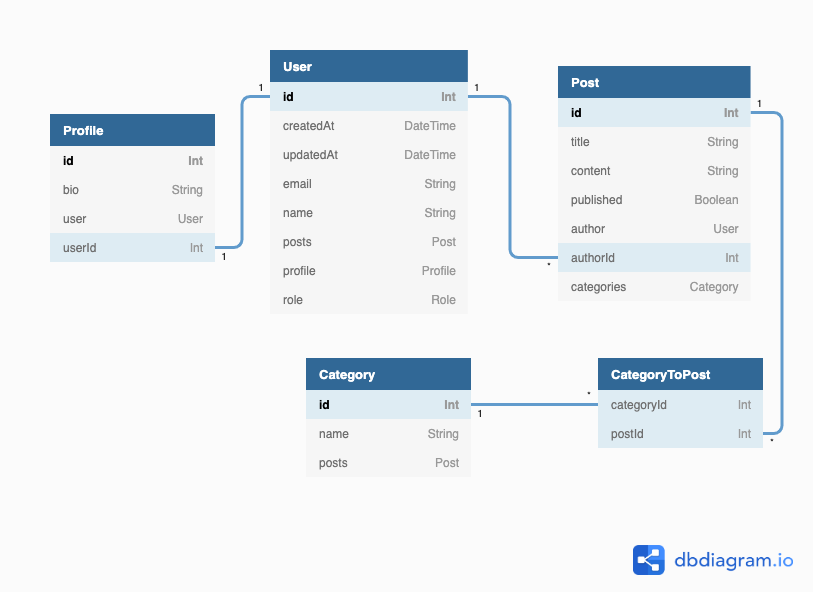 Profile
id Int
bio String
user User
userId Int
1
1
User
id Int
createdAt DateTime
updatedAt DateTime
email String
name String
posts Post
profile Profile
role Role
1
*
Post
id Int
title String
content String
published Boolean
author User
authorId Int
categories Category
1
*
Category
id Int
name String
posts Post
1
*
CategoryToPost
categoryId Int
postId Int
dbdiagram.io